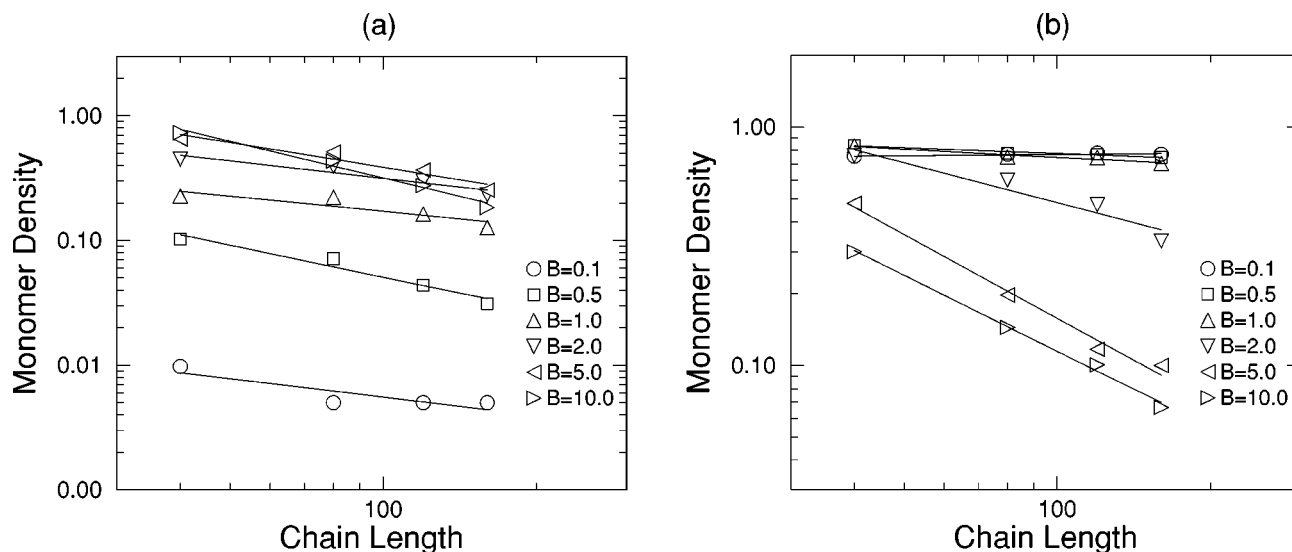 (a)
Monomer Density
1.00
0.10
0.01
0.00
100
Chain Length
B=0.1
B=0.5
B=1.0
B=2.0
B=5.0
B=10.0
(b)
Monomer Density
1.00
0.10
100
Chain Length
B=0.1
B=0.5
B=1.0
B=2.0
B=5.0
B=10.0